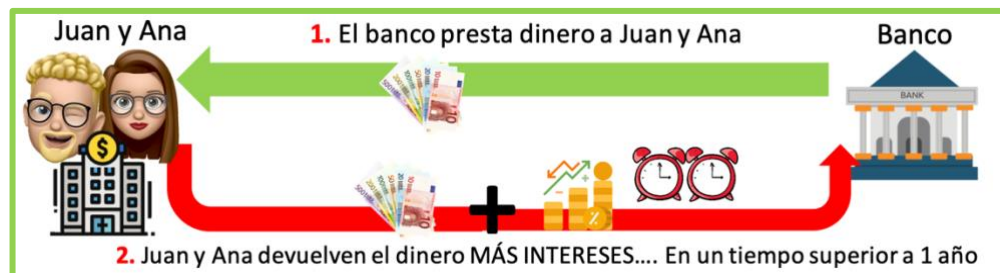 Juan y Ana
1. El banco presta dinero a Juan y Ana
Banco
BANK
$
2. Juan y Ana devuelven el dinero MÁS INTERESES.... En un tiempo superior a 1 año